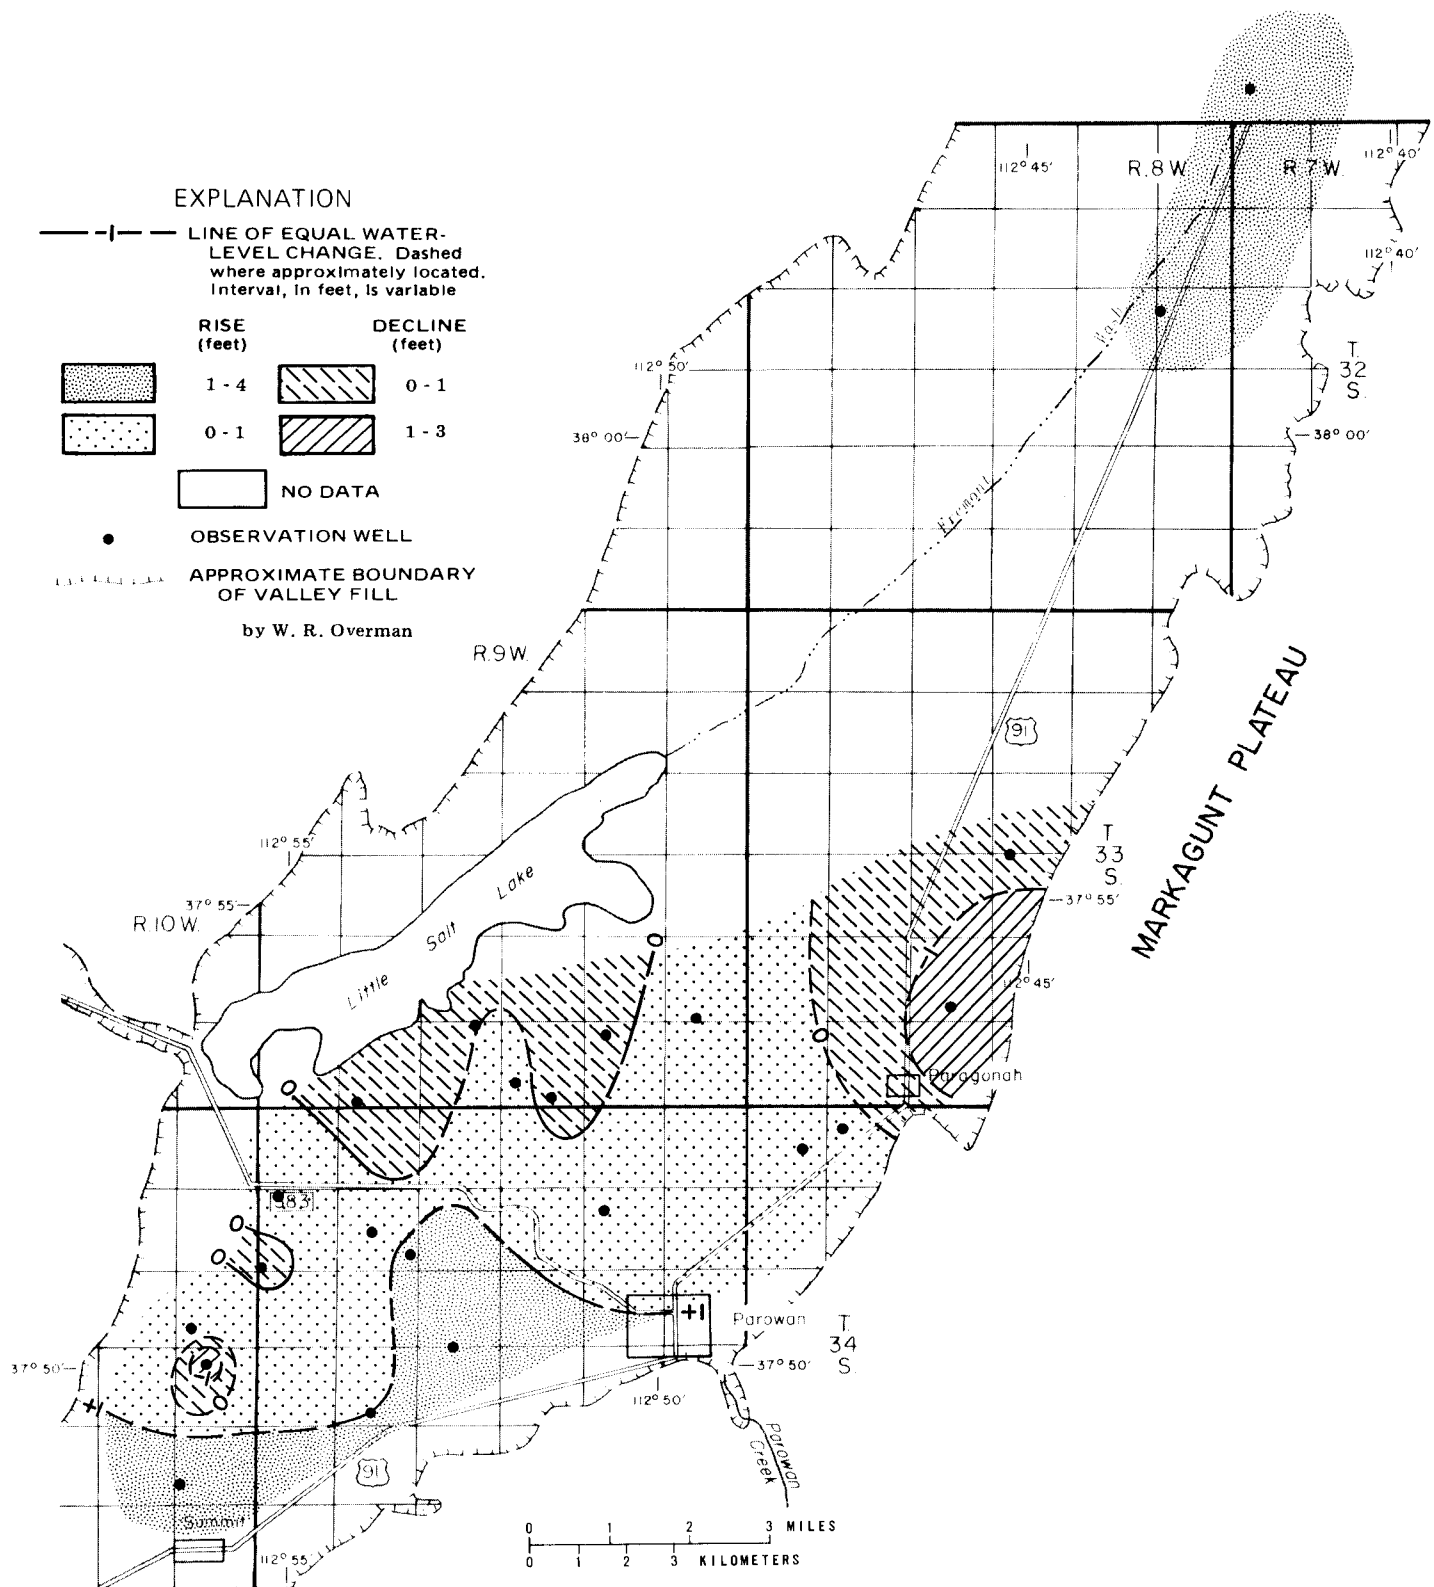 EXPLANATION
LINE OF EQUAL WATER-
LEVEL CHANGE. Dashed
where approximately located.
Interval, in feet, is variable
RISE
(feet)
DECLINE
(feet)
1 - 4
0 - 1
0 - 1
1 - 3
NO DATA
OBSERVATION WELL
APPROXIMATE BOUNDARY
OF VALLEY FILL
by W. R. Overman
112° 45'
R.8W.
R.7W.
112° 40'
112° 40'
T.
32
S.
112° 50'
38° 00'
38° 00'
Fremont
Wash
R.9W.
91
MARKAGUNT PLATEAU
112° 55'
T.
33
S.
37° 55'
37° 55'
R.10W.
Little Salt Lake
0
112° 45'
0
Paragonah
0
83
0
0
+1
Parowan
T.
34
S.
37° 50'
37° 50'
112° 50'
+1
0
91
Parowan
Creek
Summit
112° 55'
0 1 2 3 MILES
0 1 2 3 KILOMETERS